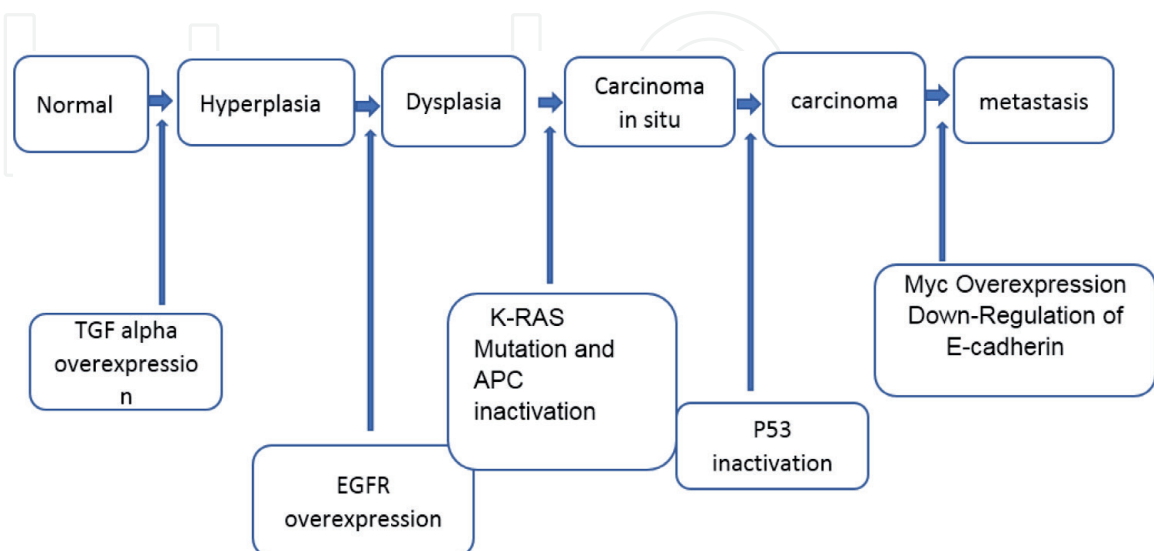 Normal
Hyperplasia
Dysplasia
Carcinoma
in situ
carcinoma
metastasis
TGF alpha
overexpressio
n
EGFR
overexpression
K-RAS
Mutation and
APC
inactivation
P53
inactivation
Myc Overexpression
Down-Regulation of
E-cadherin